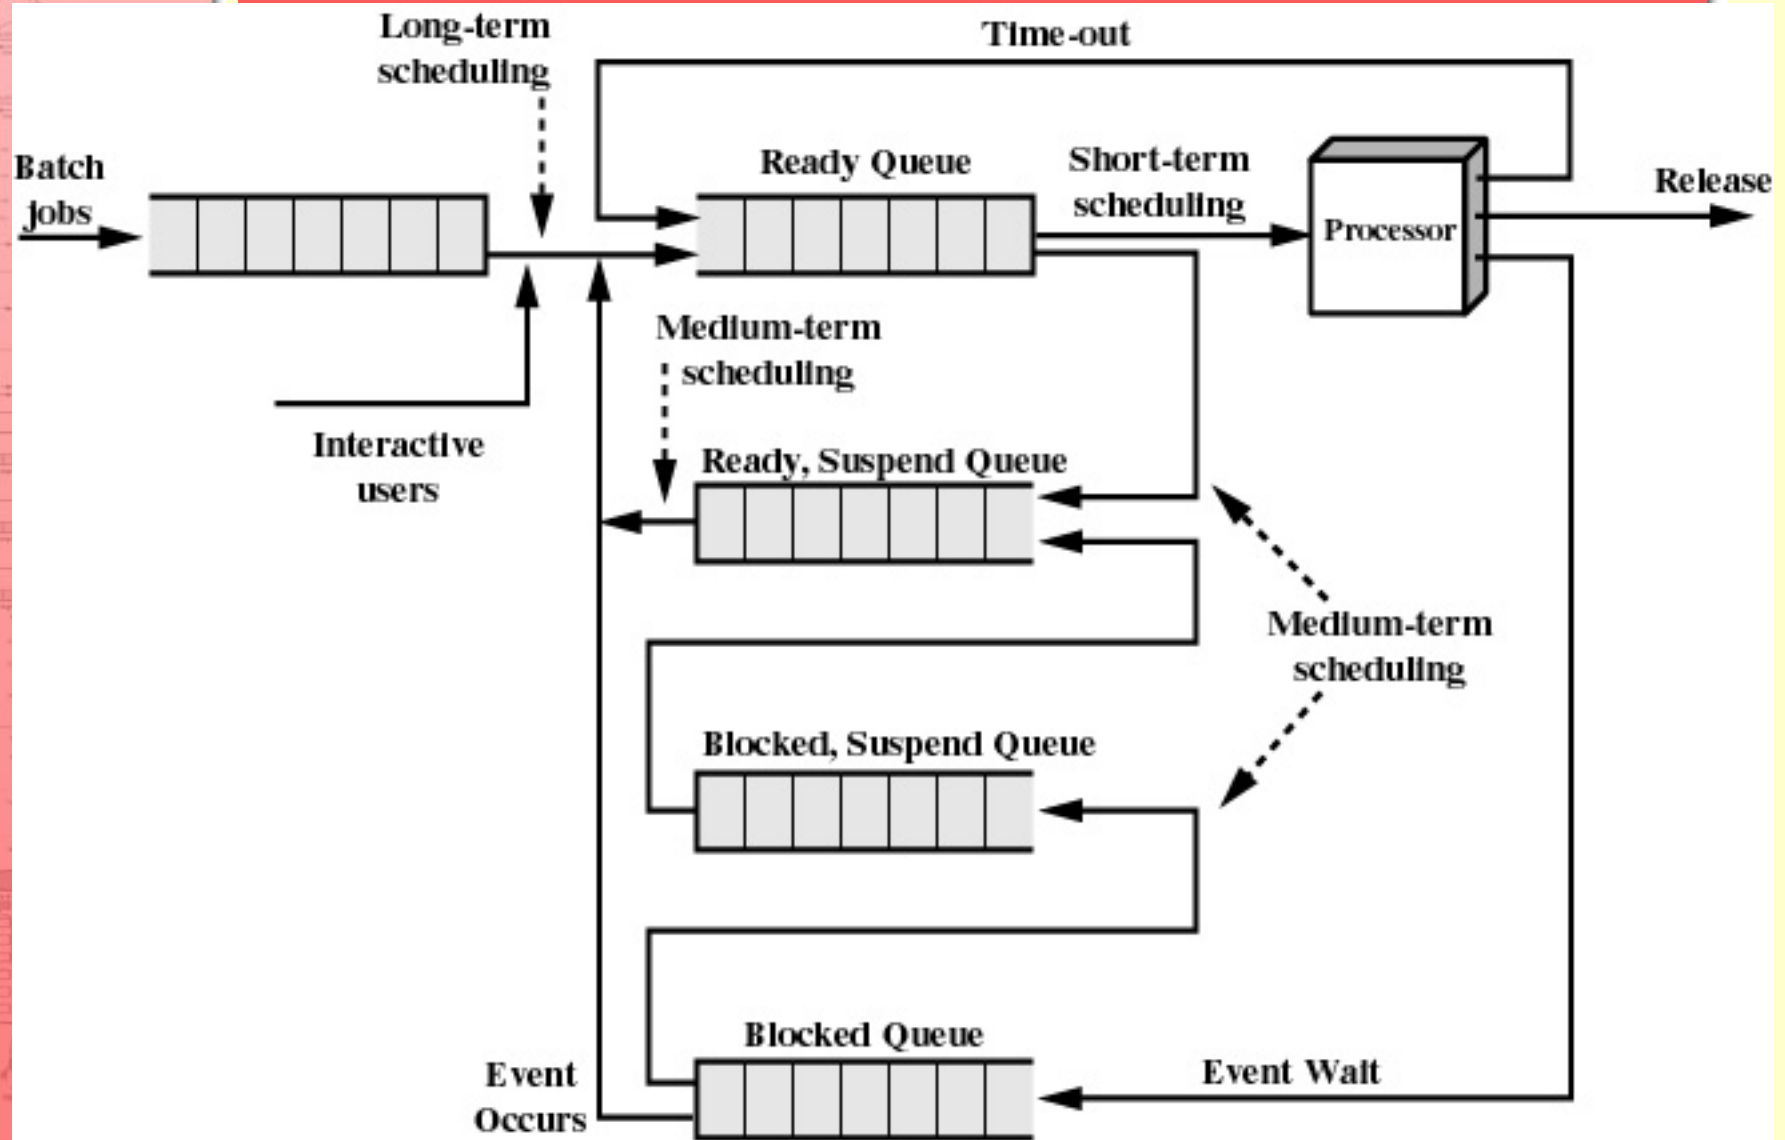 Long-term
scheduling
Time-out
Batch
jobs
Ready Queue
Short-term
scheduling
Processor
Release
Medium-term
scheduling
Interactive
users
Ready, Suspend Queue
Medium-term
scheduling
Blocked, Suspend Queue
Blocked Queue
Event
Occurs
Event Wait